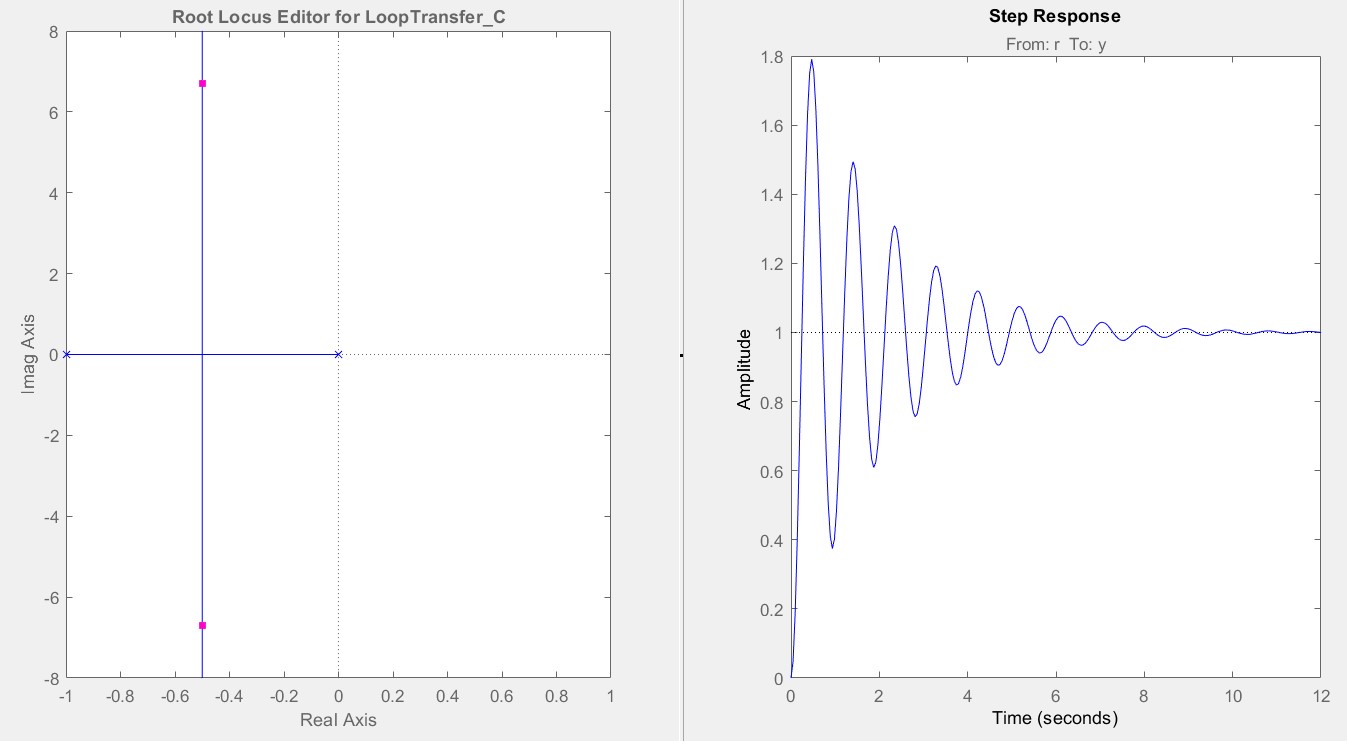 Root Locus Editor for LoopTransfer_C
8
6
4
2
0
-2
-4
-6
-8
Imag Axis
-1 -0.8 -0.6 -0.4 -0.2 0 0.2 0.4 0.6 0.8 1
Real Axis
Step Response
From: r To: y
1.8
1.6
1.4
1.2
1
0.8
0.6
0.4
0.2
0
Amplitude
0 2 4 6 8 10 12
Time (seconds)